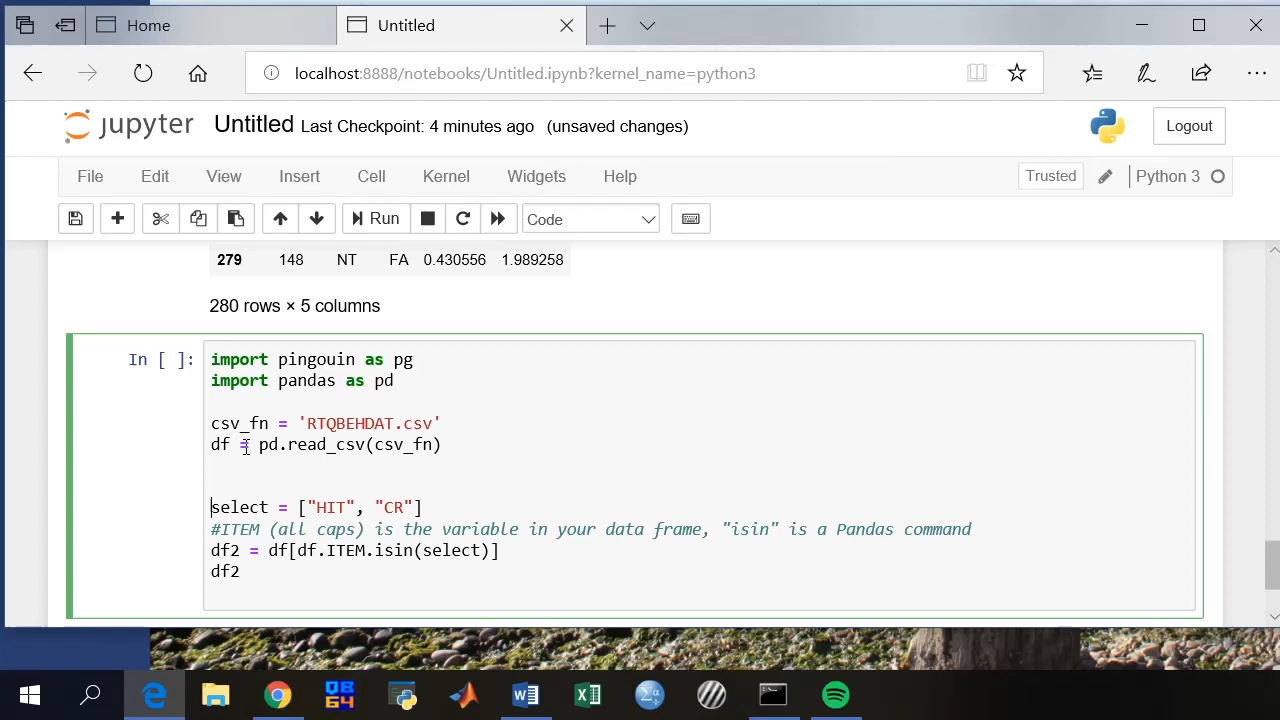 Home
Untitled
localhost:8888/notebooks/Untitled.ipynb?kernel_name=python3
jupyter Untitled Last Checkpoint: 4 minutes ago (unsaved changes)
Logout
File Edit View Insert Cell Kernel Widgets Help
Trusted
Python 3
Run
Code
279 148 NT FA 0.430556 1.989258
280 rows × 5 columns
In [ ]:
import pingouin as pg
import pandas as pd
csv_fn = 'RTQBEHDAT.csv'
df = pd.read_csv(csv_fn)
select = ["HIT", "CR"]
#ITEM (all caps) is the variable in your data frame, "isin" is a Pandas command
df2 = df[df.ITEM.isin(select)]
df2
QB
64